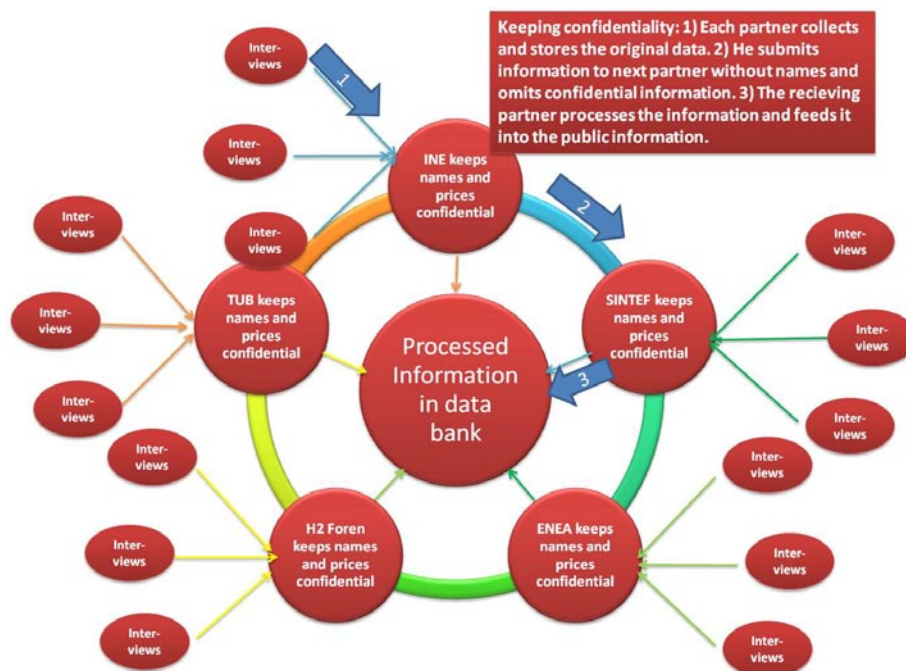 Keeping confidentiality: 1) Each partner collects
and stores the original data. 2) He submits
information to next partner without names and
omits confidential information. 3) The recieving
partner processes the information and feeds it
into the public information.
Inter-
views
1
Inter-
views
INE keeps
names and
prices
confidential
2
Inter-
views
Inter-
views
Inter-
views
TUB keeps
names and
prices
confidential
SINTEF keeps
names and
prices
confidential
Inter-
views
Inter-
views
Processed
Information
in data
bank
3
Inter-
views
Inter-
views
Inter-
views
Inter-
views
H2 Foren
keeps names
and prices
confidential
ENEA keeps
names and
prices
confidential
Inter-
views
Inter-
views
Inter-
views
Inter-
views
Inter-
views